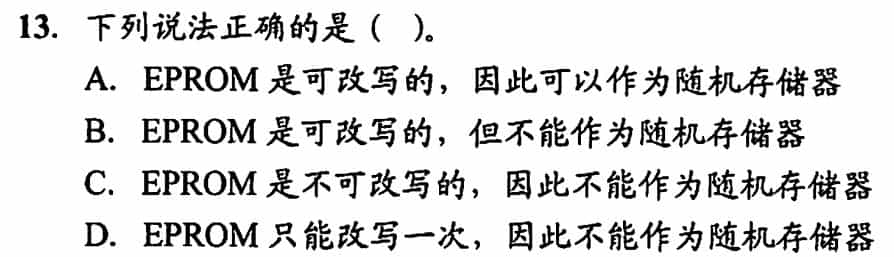 13. 下列说法正确的是（ ）。
A. EPROM 是可改写的，因此可以作为随机存储器
B. EPROM 是可改写的，但不能作为随机存储器
C. EPROM 是不可改写的，因此不能作为随机存储器
D. EPROM 只能改写一次，因此不能作为随机存储器